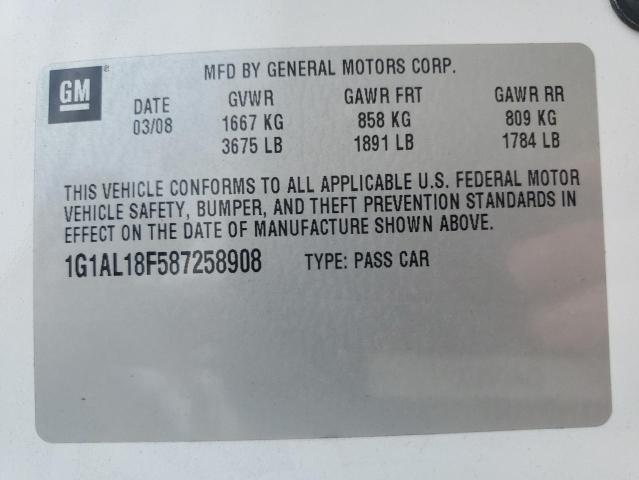 GM
MFD BY GENERAL MOTORS CORP.
DATE GVWR GAWR FRT GAWR RR
03/08 1667 KG 858 KG 809 KG
3675 LB 1891 LB 1784 LB
THIS VEHICLE CONFORMS TO ALL APPLICABLE U.S. FEDERAL MOTOR
VEHICLE SAFETY, BUMPER, AND THEFT PREVENTION STANDARDS IN
EFFECT ON THE DATE OF MANUFACTURE SHOWN ABOVE.
1G1AL18F587258908 TYPE: PASS CAR